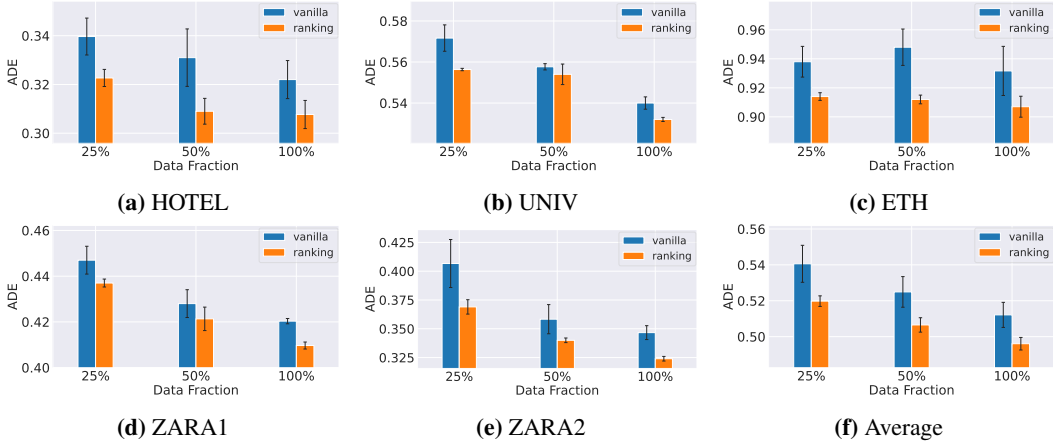 0.34
0.32
0.30
ADE
vanilla
ranking
25%
50%
100%
Data Fraction
(a) HOTEL
0.58
0.56
0.54
ADE
vanilla
ranking
25%
50%
100%
Data Fraction
(b) UNIV
0.96
0.94
0.92
0.90
ADE
vanilla
ranking
25%
50%
100%
Data Fraction
(c) ETH
0.46
0.44
0.42
0.40
ADE
vanilla
ranking
25%
50%
100%
Data Fraction
(d) ZARA1
0.425
0.400
0.375
0.350
0.325
ADE
vanilla
ranking
25%
50%
100%
Data Fraction
(e) ZARA2
0.56
0.54
0.52
0.50
ADE
vanilla
ranking
25%
50%
100%
Data Fraction
(f) Average